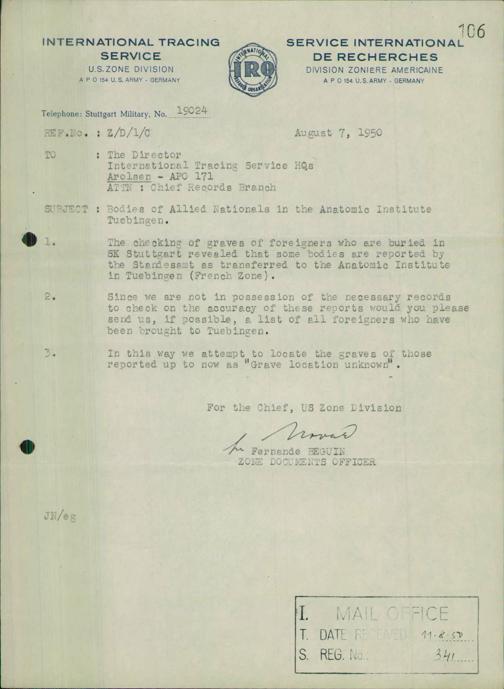 106
INTERNATIONAL TRACING
SERVICE
U.S. ZONE DIVISION
A P O 154 U.S. ARMY - GERMANY
INTERNATIONAL
IRO
SERVICE INTERNATIONAL
DE RECHERCHES
DIVISION ZONIERE AMERICAINE
A P O 154 U.S. ARMY - GERMANY
Telephone: Stuttgart Military, No. 19024
REF.No. : Z/D/1/C August 7, 1950
TO : The Director
International Tracing Service HQs
Arolsen - APO 171
ATTN : Chief Records Branch
SUBJECT : Bodies of Allied Nationals in the Anatomic Institute
Tuebingen.
1. The checking of graves of foreigners who are buried in
SK Stuttgart revealed that some bodies are reported by
the Standesamt as transferred to the Anatomic Institute
in Tuebingen (French Zone).
2. Since we are not in possession of the necessary records
to check on the accuracy of these reports would you please
send us, if possible, a list of all foreigners who have
been brought to Tuebingen.
3. In this way we attempt to locate the graves of those
reported up to now as "Grave location unknown".
For the Chief, US Zone Division
Fernande BEGUIN
ZONE DOCUMENTS OFFICER
JN/eg
I. MAIL OFFICE
T. DATE RECEIVED 11.8.50
S. REG. No. 341